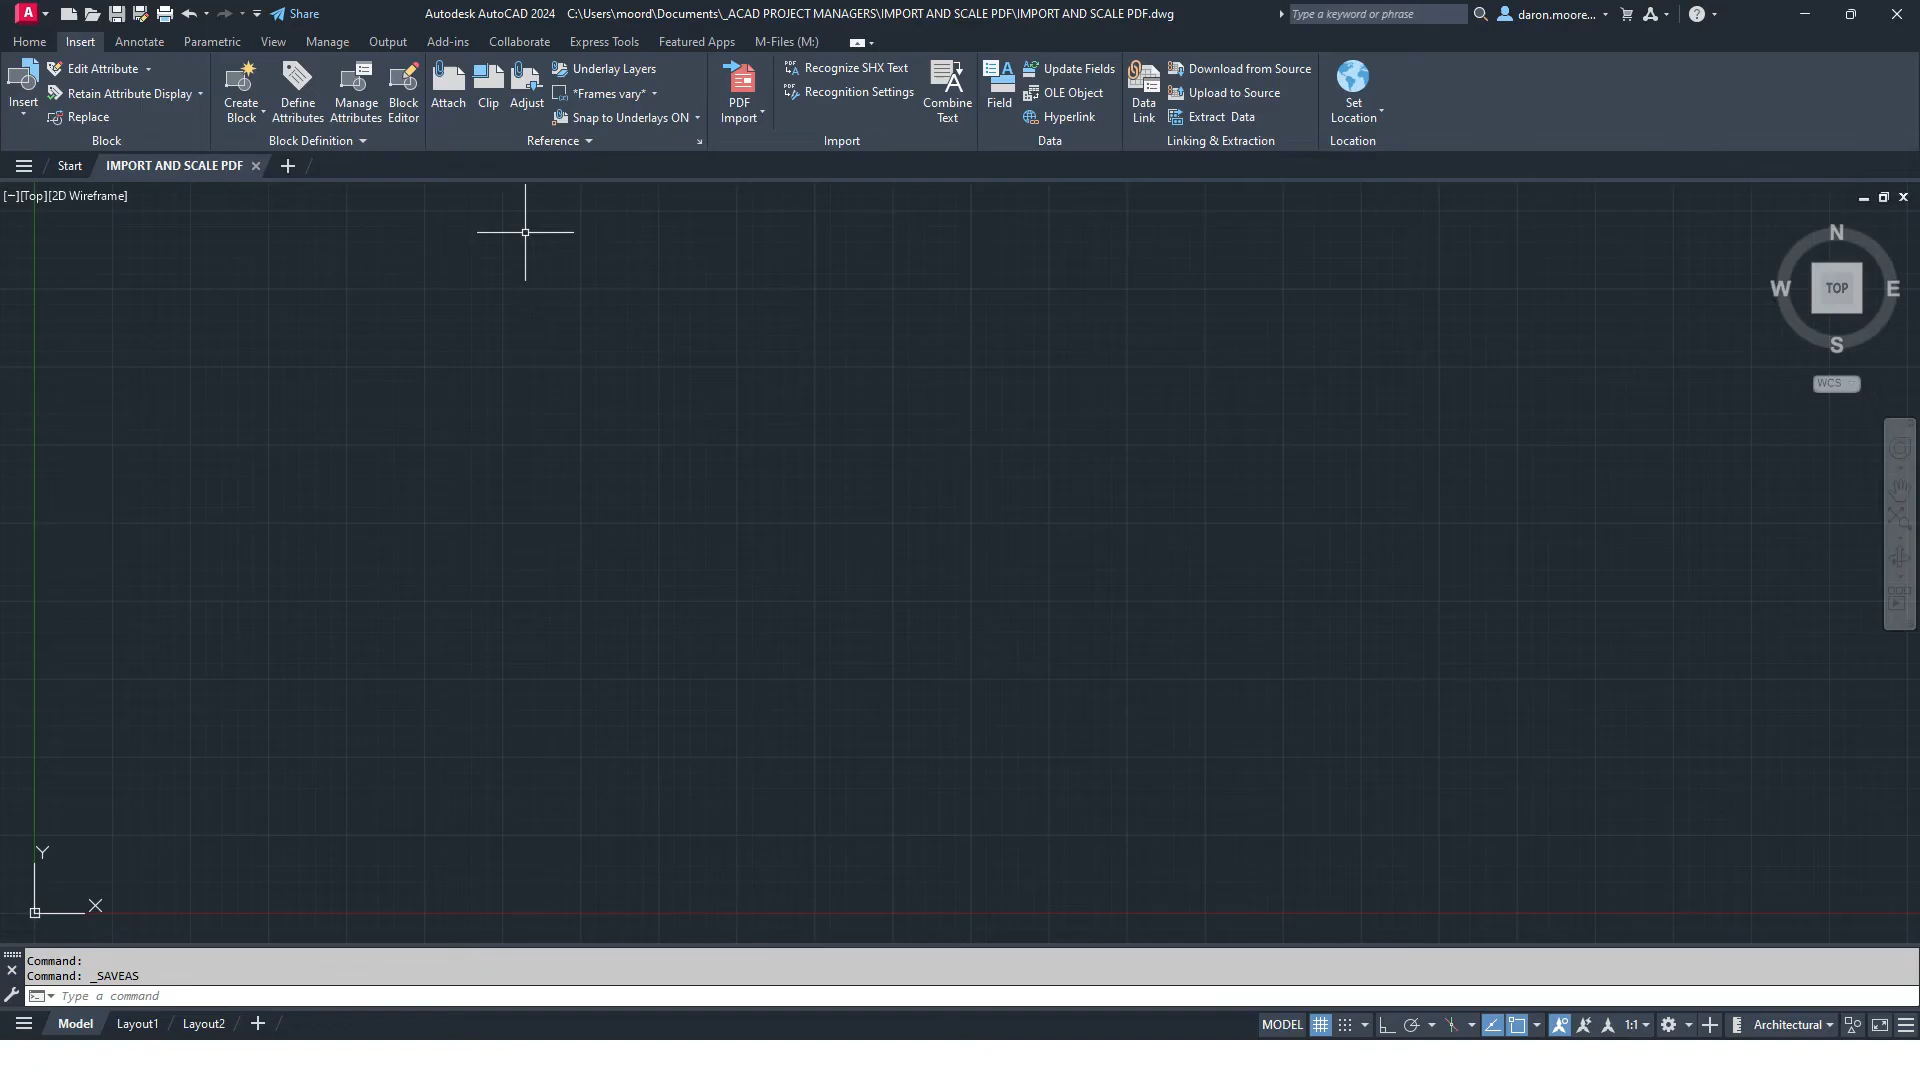 Share
Autodesk AutoCAD 2024 C:\Users\moord\Documents\_ACAD PROJECT MANAGERS\IMPORT AND SCALE PDF\IMPORT AND SCALE PDF.dwg
Type a keyword or phrase
daron.moore...
Home Insert Annotate Parametric View Manage Output Add-ins Collaborate Express Tools Featured Apps M-Files (M:)
Insert
Edit Attribute
Retain Attribute Display
Replace
Block
Create Block
Define Attributes
Manage Attributes
Block Editor
Block Definition
Attach
Clip
Adjust
Underlay Layers
*Frames vary*
Snap to Underlays ON
Reference
PDF Import
Recognize SHX Text
Recognition Settings
Combine Text
Import
Field
Update Fields
OLE Object
Hyperlink
Data
Data Link
Download from Source
Upload to Source
Extract Data
Linking & Extraction
Set Location
Location
Start
IMPORT AND SCALE PDF
[−][Top][2D Wireframe]
N
W
TOP
E
S
WCS
Y
X
Command:
Command: _SAVEAS
Type a command
Model Layout1 Layout2
MODEL
1:1
Architectural